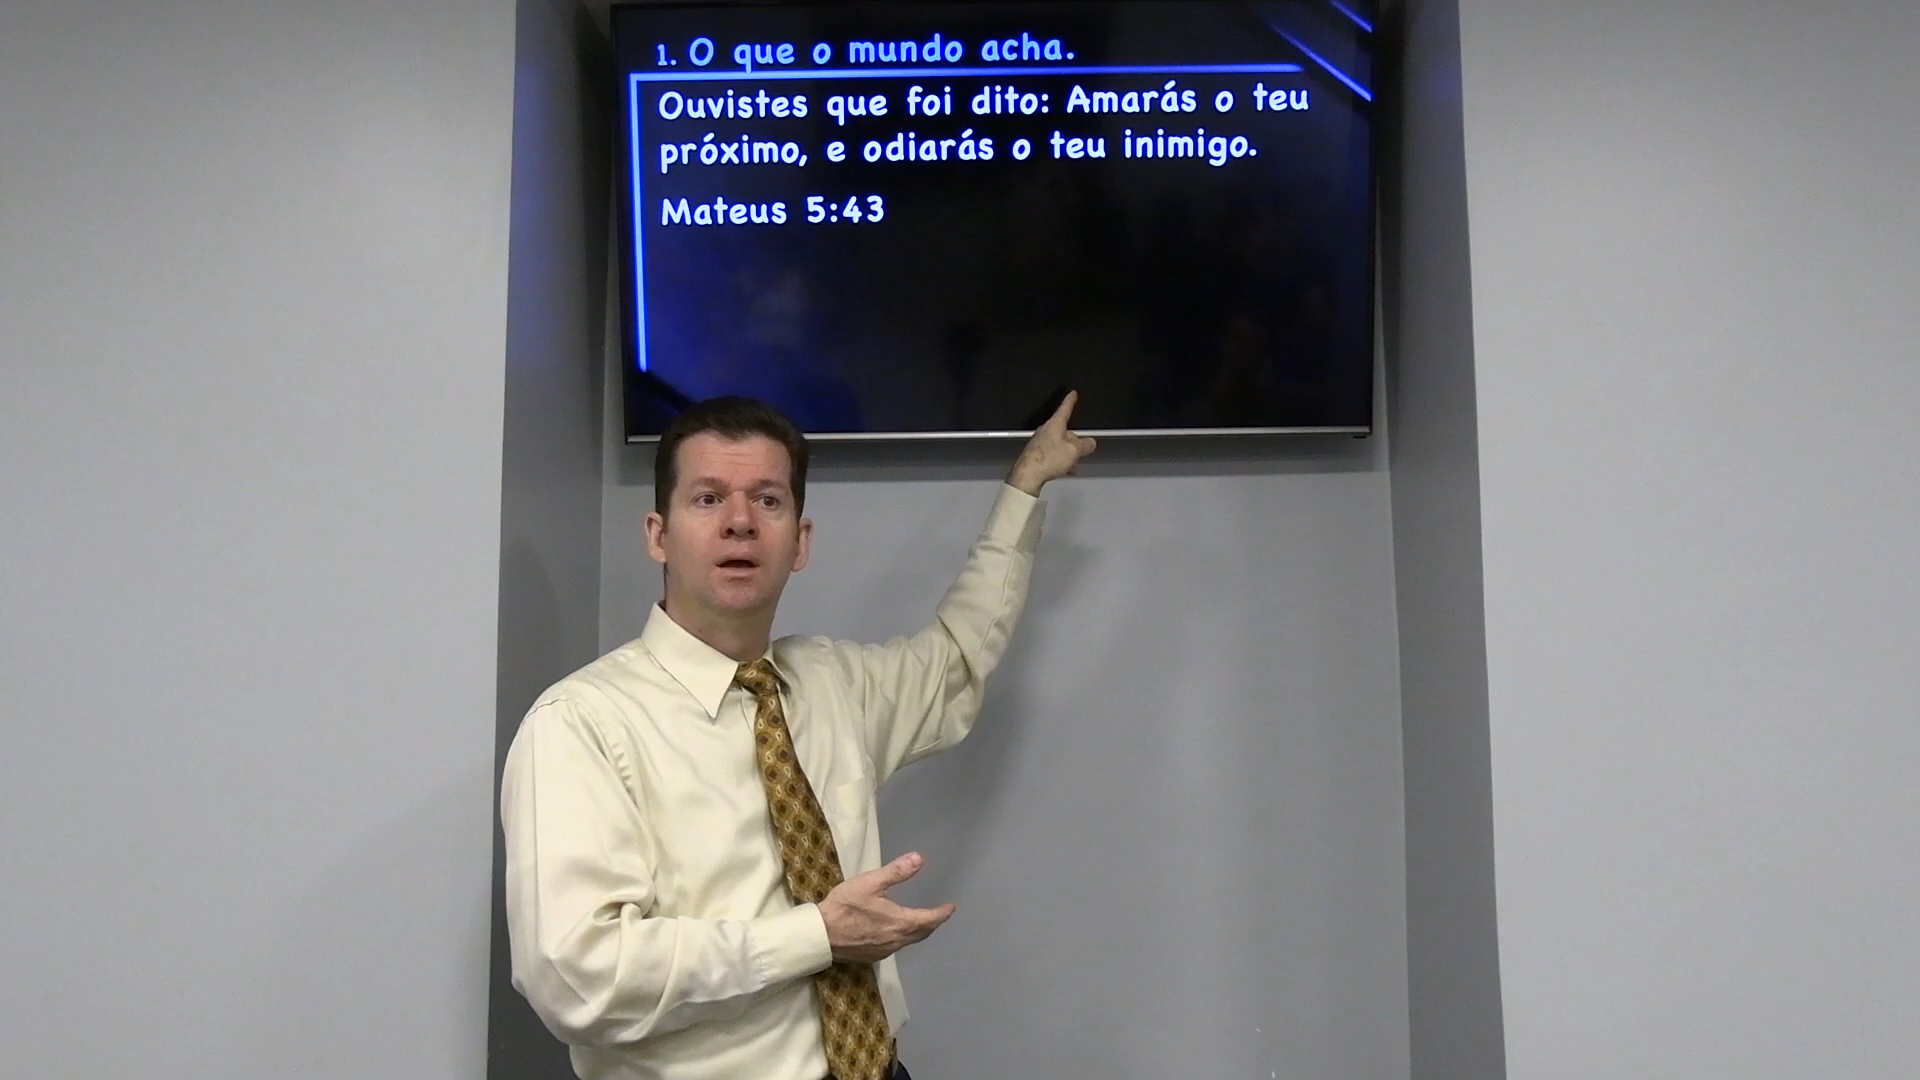 1. O que o mundo acha.
Ouvistes que foi dito: Amarás o teu
próximo, e odiarás o teu inimigo.
Mateus 5:43